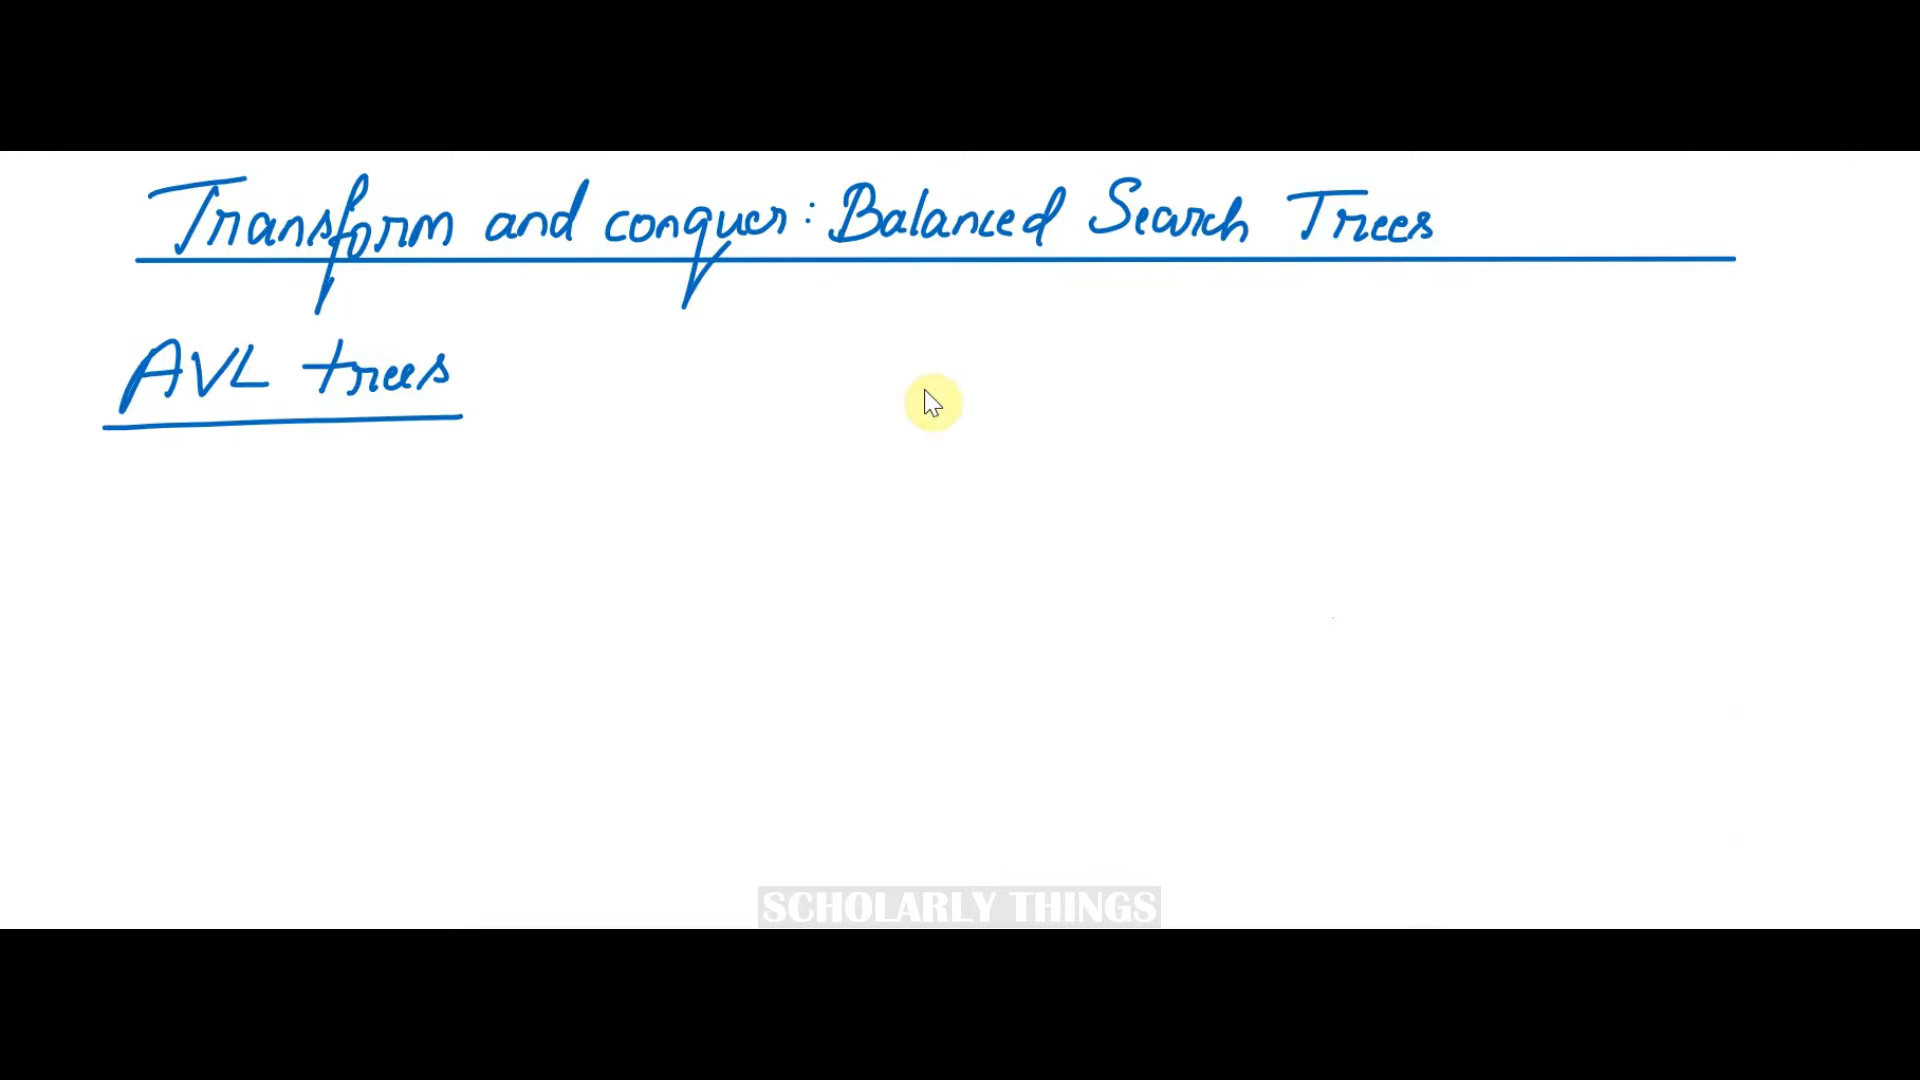 Transform and conquer: Balanced Search Trees
AVL trees
SCHOLARLY THINGS